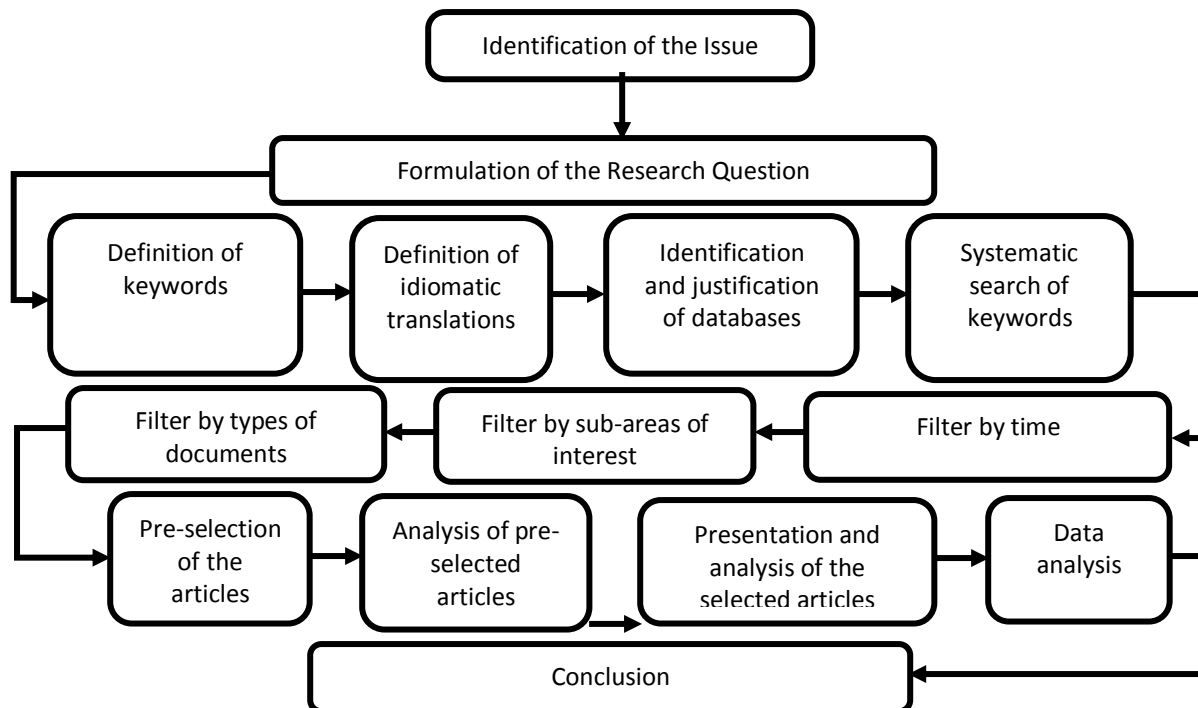 Identification of the Issue
Formulation of the Research Question
Definition of
keywords
Definition of
idiomatic
translations
Identification
and justification
of databases
Systematic
search of
keywords
Filter by time
Filter by sub-areas of
interest
Filter by types of
documents
Pre-selection
of the
articles
Analysis of pre-
selected
articles
Presentation and
analysis of the
selected articles
Data
analysis
Conclusion